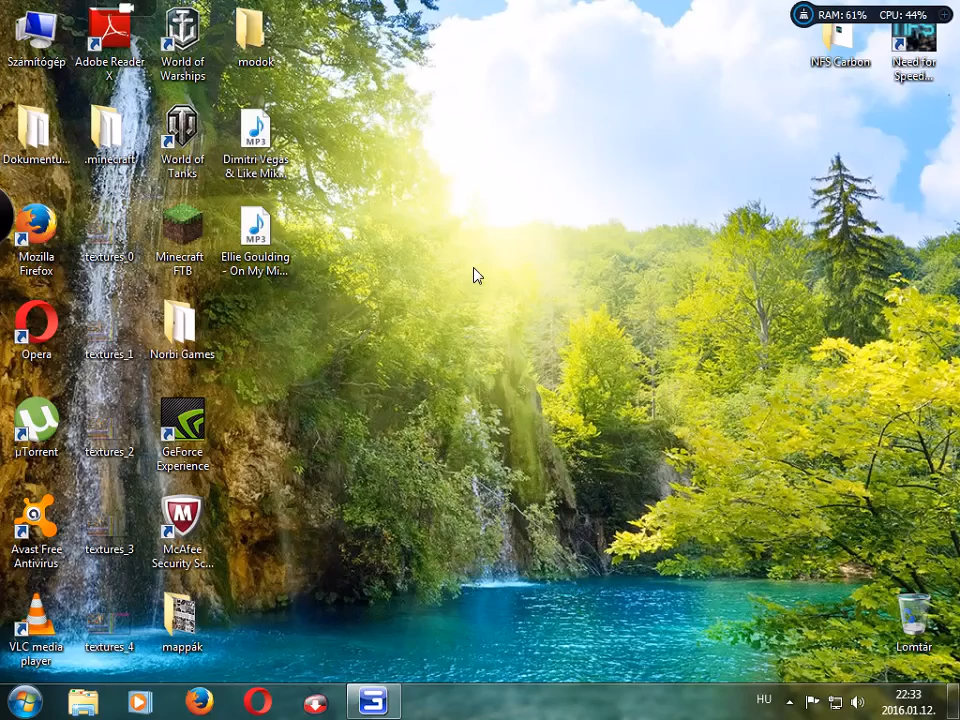 RAM: 61% CPU: 44%
Számítógép
Adobe Reader
X
World of
Warships
modok
NFS Carbon
Need for
Speed...
Dokumentu...
.minecraft
World of
Tanks
MP3
Dimitri Vegas
& Like Mik...
Mozilla
Firefox
textures_0
Minecraft
FTB
MP3
Ellie Goulding
- On My Mi...
Opera
textures_1
Norbi Games
µTorrent
textures_2
GeForce
Experience
Avast Free
Antivirus
textures_3
McAfee
Security Sc...
VLC media
player
textures_4
mappák
Lomtár
HU
22:33
2016.01.12.